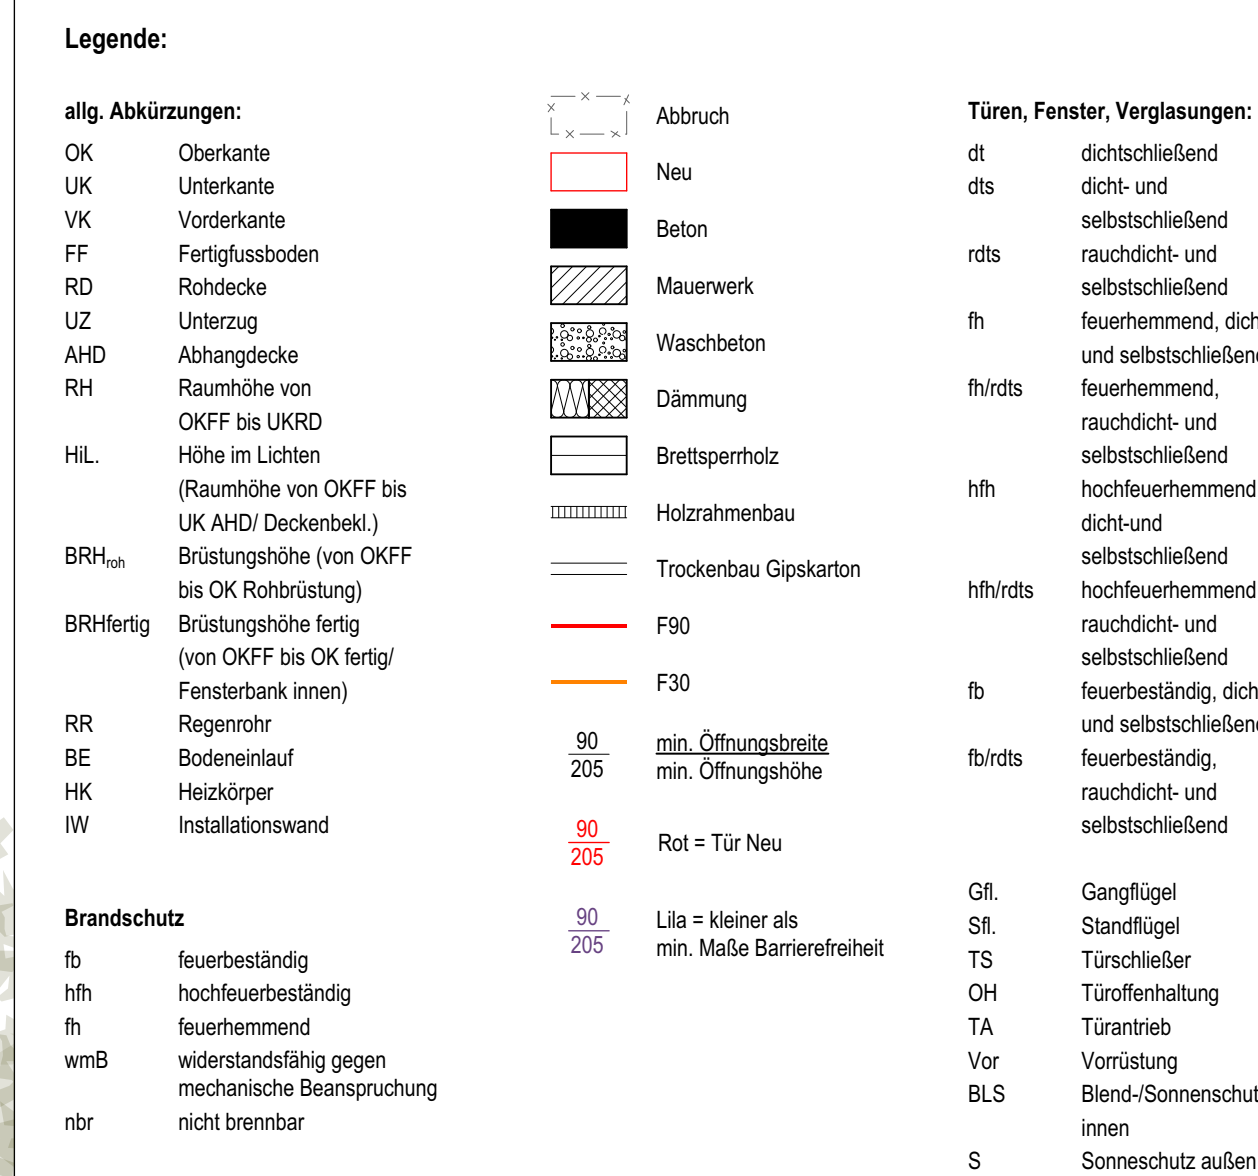 Legende:
allg. Abkürzungen:
OK Oberkante
UK Unterkante
VK Vorderkante
FF Fertigfussboden
RD Rohdecke
UZ Unterzug
AHD Abhangdecke
RH Raumhöhe von
OKFF bis UKRD
HiL. Höhe im Lichten
(Raumhöhe von OKFF bis
UK AHD/ Deckenbekl.)
BRHroh Brüstungshöhe (von OKFF
bis OK Rohbrüstung)
BRHfertig Brüstungshöhe fertig
(von OKFF bis OK fertig/
Fensterbank innen)
RR Regenrohr
BE Bodeneinlauf
HK Heizkörper
IW Installationswand
Brandschutz
fb feuerbeständig
hfh hochfeuerbeständig
fh feuerhemmend
wmB widerstandsfähig gegen
mechanische Beanspruchung
nbr nicht brennbar
Abbruch
Neu
Beton
Mauerwerk
Waschbeton
Dämmung
Brettsperrholz
Holzrahmenbau
Trockenbau Gipskarton
F90
F30
90 min. Öffnungsbreite
205 min. Öffnungshöhe
90
205
Rot = Tür Neu
90 Lila = kleiner als
205 min. Maße Barrierefreiheit
Türen, Fenster, Verglasungen:
dt dichtschließend
dts dicht- und
selbstschließend
rdts rauchdicht- und
selbstschließend
fh feuerhemmend, dich
und selbstschließen
fh/rdts feuerhemmend,
rauchdicht- und
selbstschließend
hfh hochfeuerhemmend
dicht-und
selbstschließend
hfh/rdts hochfeuerhemmend
rauchdicht- und
selbstschließend
fb feuerbeständig, dich
und selbstschließen
fb/rdts feuerbeständig,
rauchdicht- und
selbstschließend
Gfl. Gangflügel
Sfl. Standflügel
TS Türschließer
OH Türoffenhaltung
TA Türantrieb
Vor Vorrüstung
BLS Blend-/Sonnenschut
innen
S Sonneschutz außen